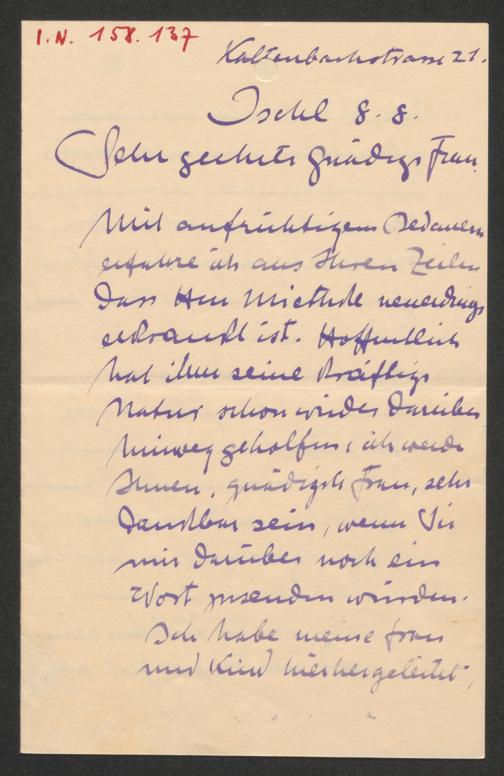 I.N. 158.137
Kaltenbachstrasse 21.
Ischl 8.8.
Sehr geehrte gnädige Frau
Mit aufrichtigem Bedauern
erfahre ich aus Ihren Zeilen
dass Herr Miethke neuerdings
erkrankt ist. Hoffentlich
hat ihm seine kräftige
Natur schon wieder darüber
hinweg geholfen; ich werde
Ihnen, gnädigste Frau, sehr
dankbar sein, wenn Sie
mir darüber noch ein
Wort zusenden würden.
Ich habe meine Frau
und Kind hierhergeleitet,